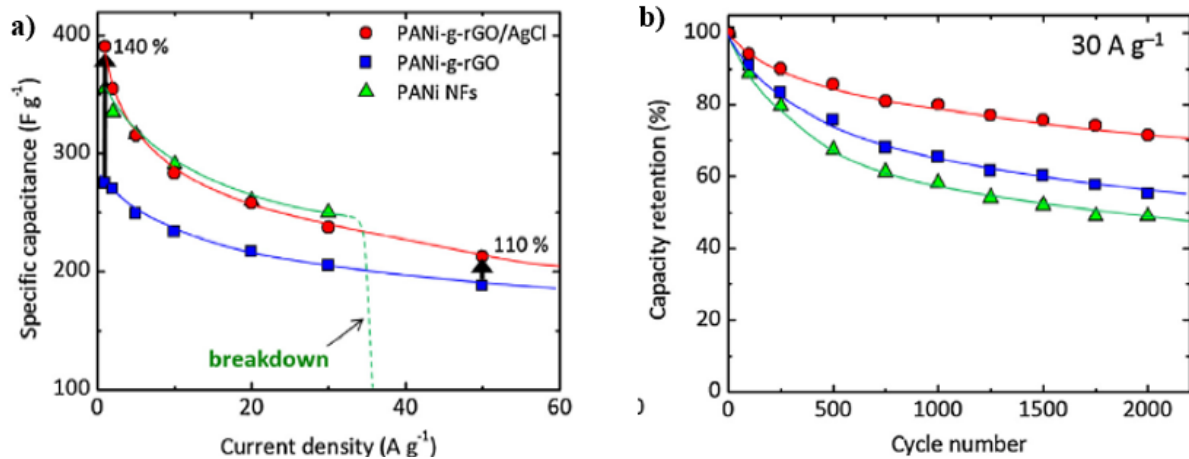 a)
Specific capacitance (F g⁻¹)
400
300
200
100
140 %
PANi-g-rGO/AgCl
PANi-g-rGO
PANi NFs
110 %
breakdown
0 20 40 60
Current density (A g⁻¹)
b)
Capacity retention (%)
100
80
60
40
20
0
30 A g⁻¹
0
0 500 1000 1500 2000
Cycle number